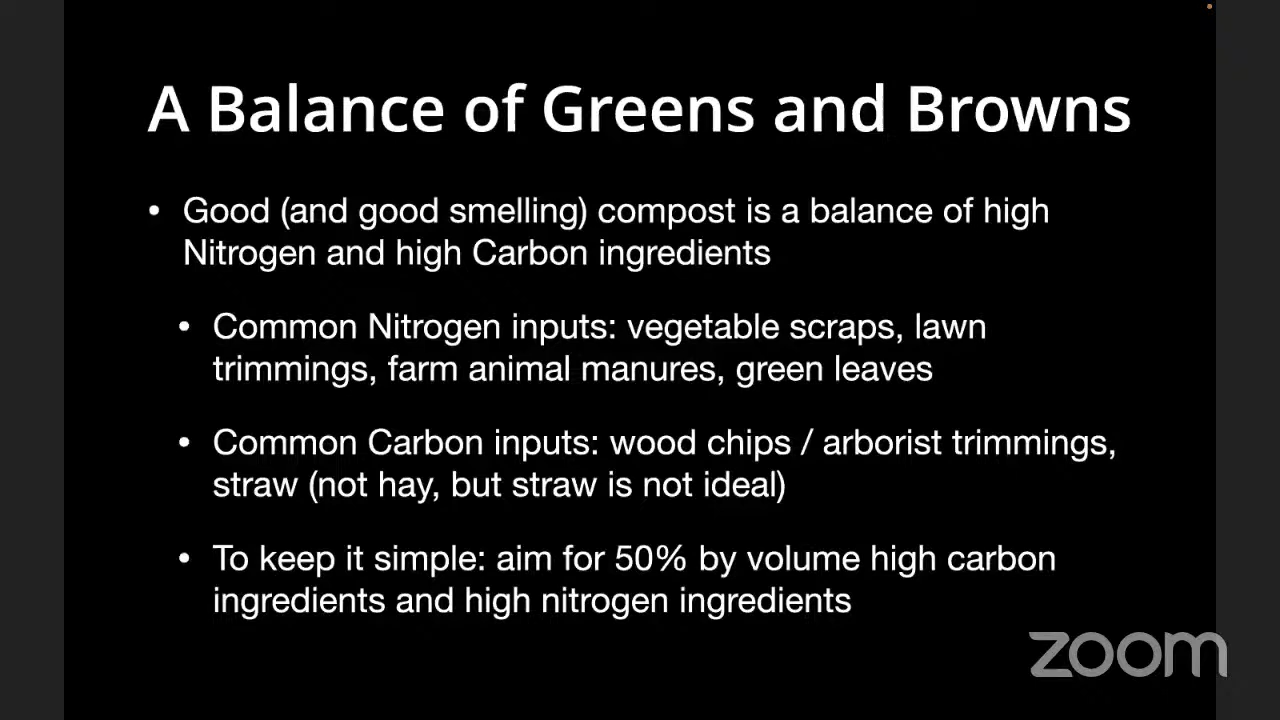 A Balance of Greens and Browns
• Good (and good smelling) compost is a balance of high
Nitrogen and high Carbon ingredients
• Common Nitrogen inputs: vegetable scraps, lawn
trimmings, farm animal manures, green leaves
• Common Carbon inputs: wood chips / arborist trimmings,
straw (not hay, but straw is not ideal)
• To keep it simple: aim for 50% by volume high carbon
ingredients and high nitrogen ingredients
zoom